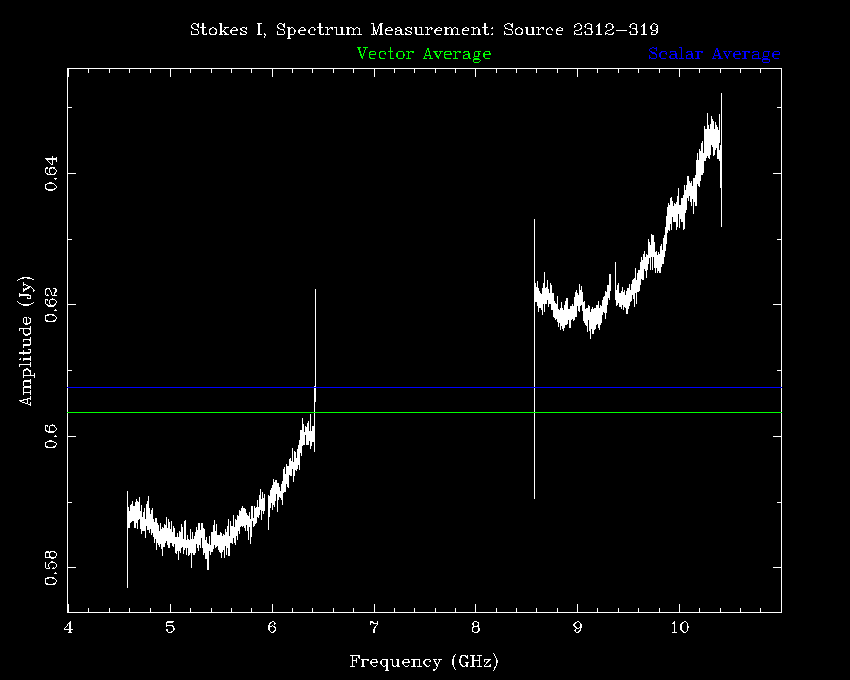 Stokes I, Spectrum Measurement: Source 2312−319
Vector Average Scalar Average
0.64
0.62
0.6
0.58
Amplitude (Jy)
4 5 6 7 8 9 10
Frequency (GHz)